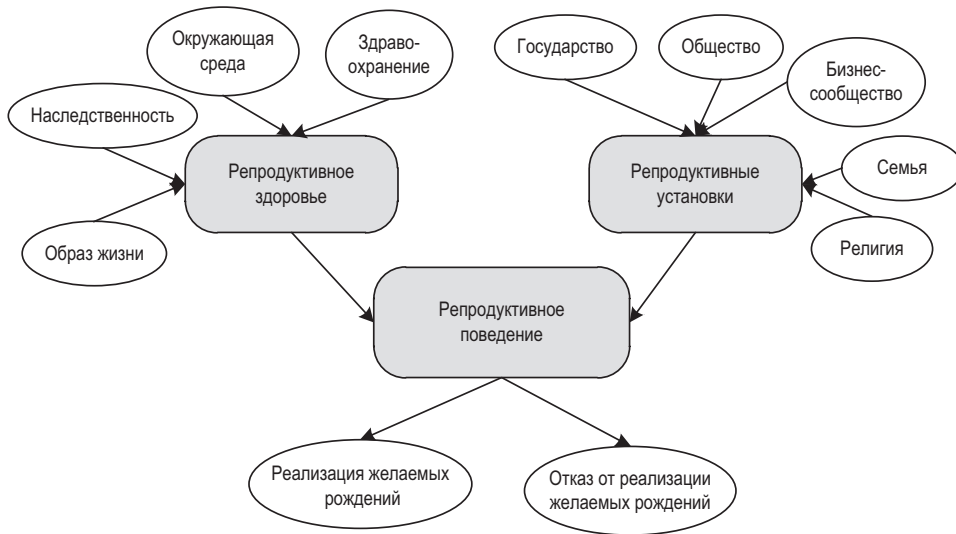 Окружающая
среда
Здраво-
охранение
Государство
Общество
Бизнес-
сообщество
Наследственность
Репродуктивное
здоровье
Репродуктивные
установки
Семья
Образ жизни
Религия
Репродуктивное
поведение
Реализация желаемых
рождений
Отказ от реализации
желаемых рождений